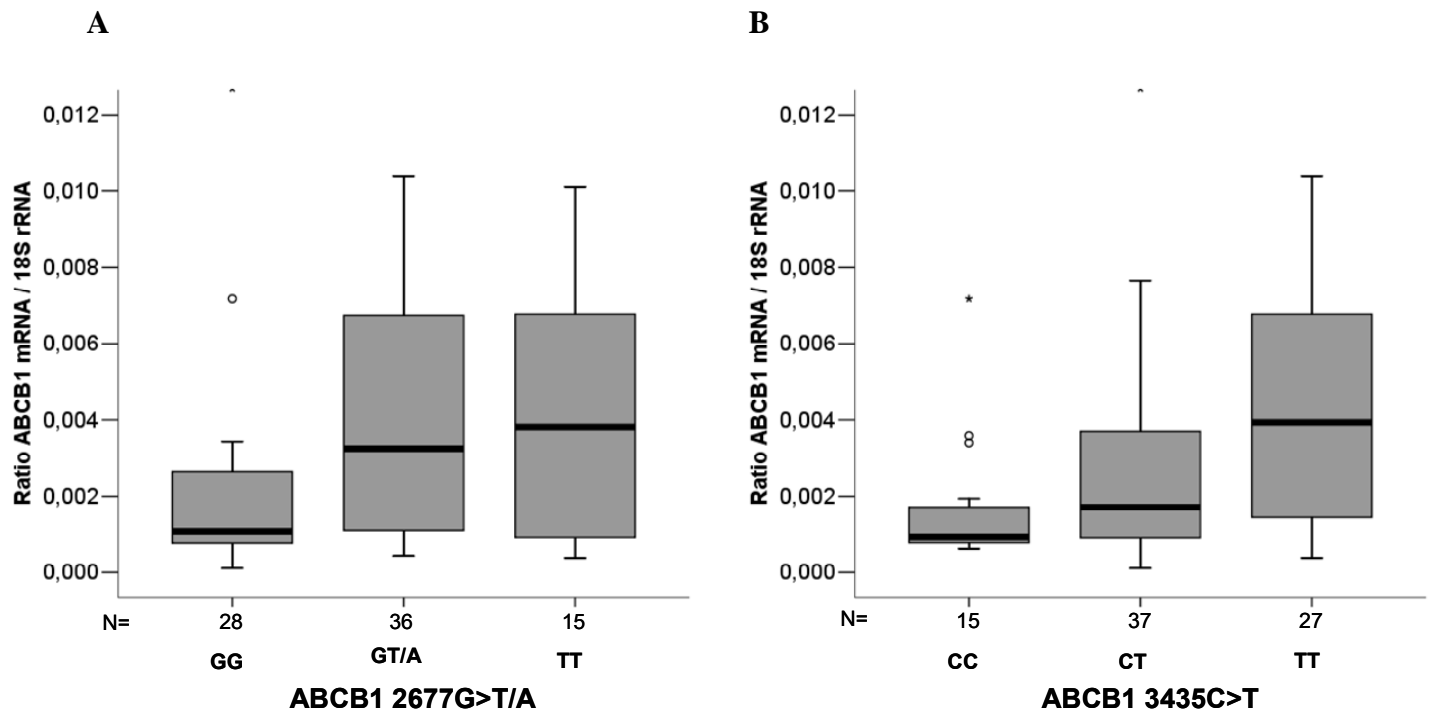 A
Ratio ABCB1 mRNA / 18S rRNA
0,012
0,010
0,008
0,006
0,004
0,002
0,000
N= 28 36 15
GG GT/A TT
ABCB1 2677G>T/A
B
Ratio ABCB1 mRNA / 18S rRNA
0,012
0,010
0,008
0,006
0,004
0,002
0,000
N= 15 37 27
CC CT TT
ABCB1 3435C>T